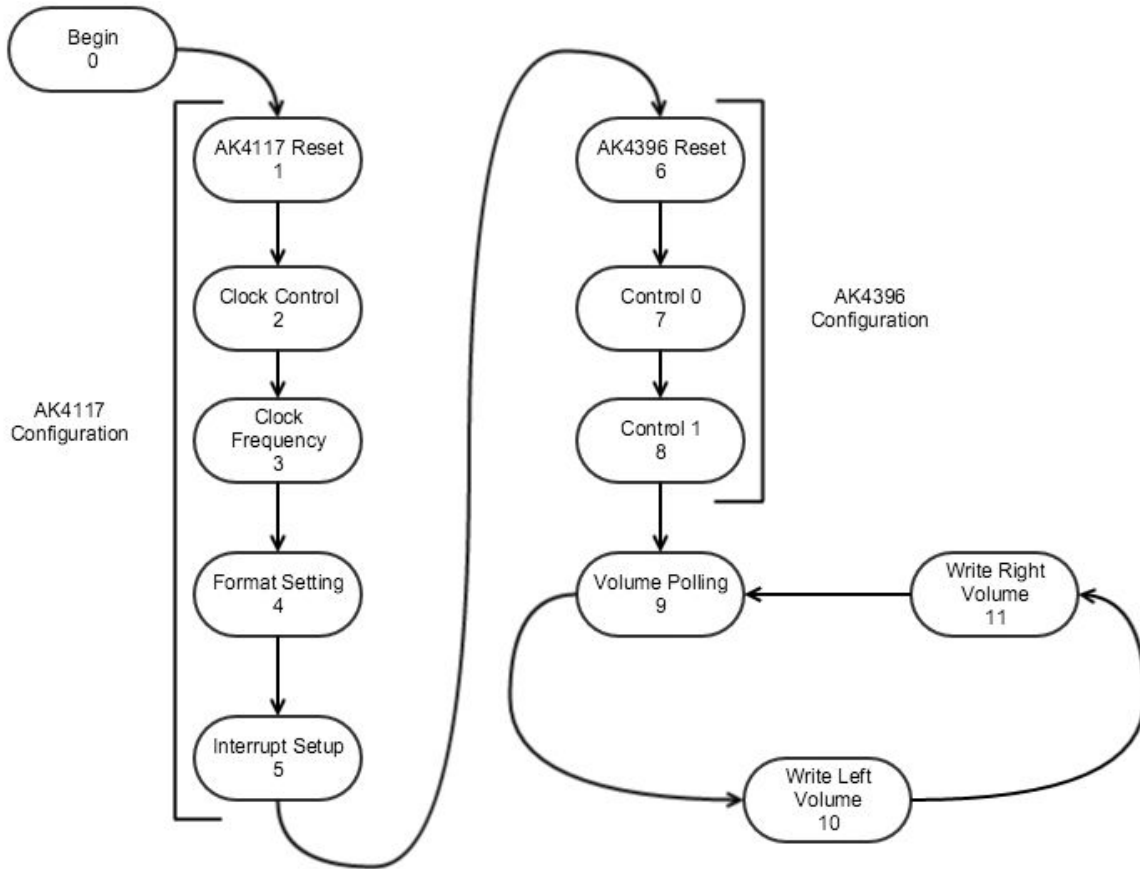 Begin
0
AK4117 Reset
1
Clock Control
2
Clock
Frequency
3
Format Setting
4
Interrupt Setup
5
AK4117
Configuration
AK4396 Reset
6
Control 0
7
Control 1
8
AK4396
Configuration
Volume Polling
9
Write Right
Volume
11
Write Left
Volume
10